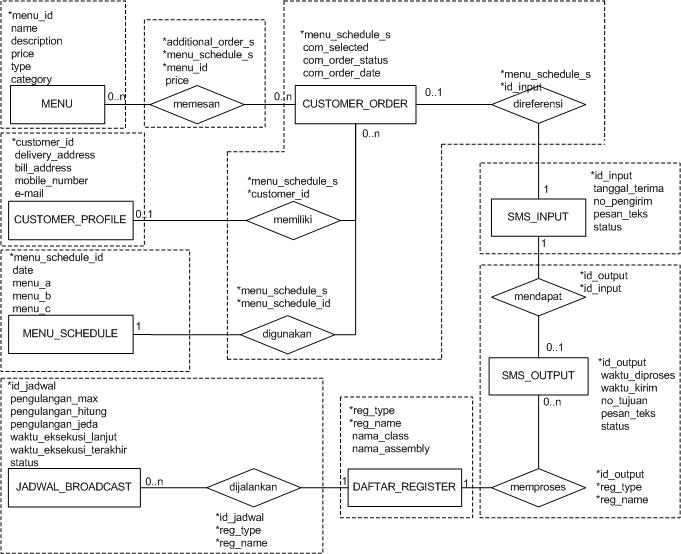 *menu_id
name
description
price
type
category
MENU
0..n
*additional_order_s
*menu_schedule_s
*menu_id
price
memesan
0..n
*menu_schedule_s
com_selected
com_order_status
com_order_date
CUSTOMER_ORDER
0..1
0..n
*menu_schedule_s
*id_input
direferensi
1
*customer_id
delivery_address
bill_address
mobile_number
e-mail
CUSTOMER_PROFILE
0..1
*menu_schedule_s
*customer_id
memiliki
*id_input
tanggal_terima
no_pengirim
pesan_teks
status
SMS_INPUT
1
*menu_schedule_id
date
menu_a
menu_b
menu_c
MENU_SCHEDULE
1
*menu_schedule_s
*menu_schedule_id
digunakan
*id_output
*id_input
mendapat
0..1
SMS_OUTPUT
0..n
*id_output
waktu_diproses
waktu_kirim
no_tujuan
pesan_teks
status
*id_jadwal
pengulangan_max
pengulangan_hitung
pengulangan_jeda
waktu_eksekusi_lanjut
waktu_eksekusi_terakhir
status
JADWAL_BROADCAST
0..n
dijalankan
*id_jadwal
*reg_type
*reg_name
1
*reg_type
*reg_name
nama_class
nama_assembly
DAFTAR_REGISTER
1
memproses
*id_output
*reg_type
*reg_name